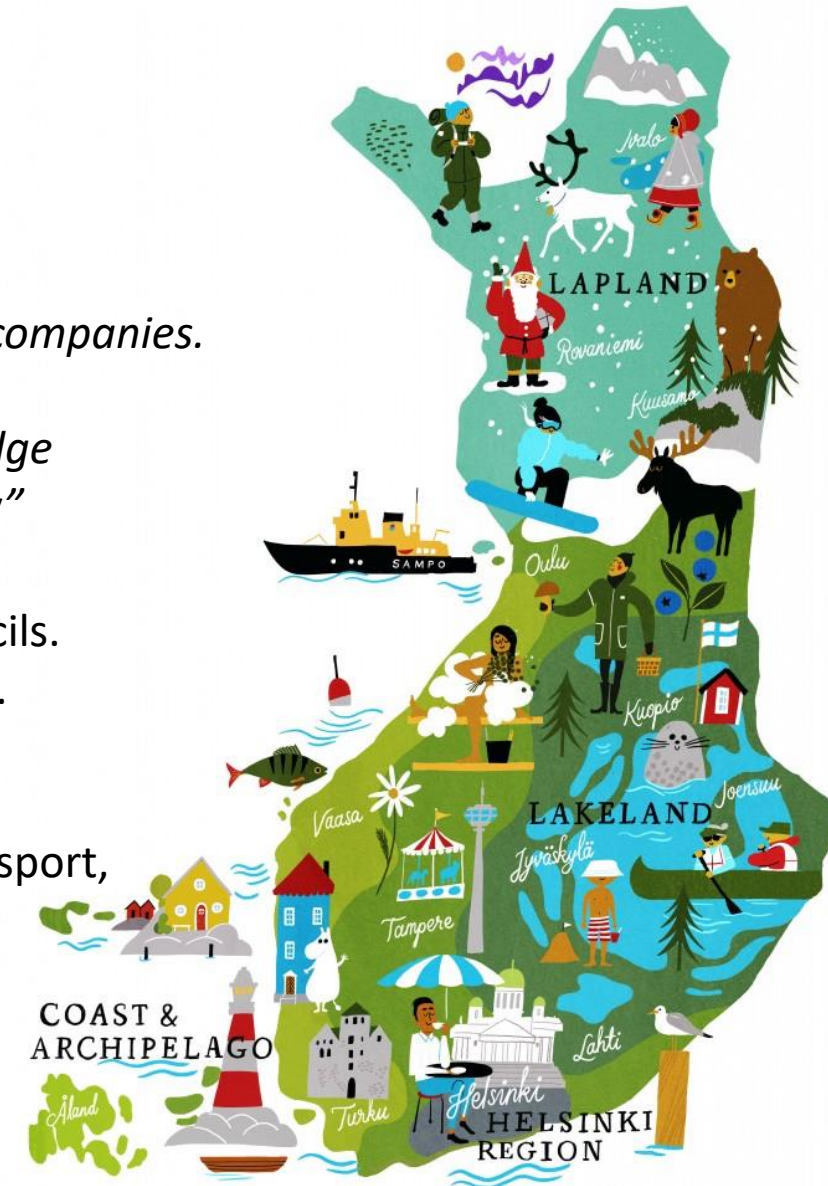 companies.
dge
y”
cils.
.
sport,
Ivalo
LAPLAND
Rovaniemi
Kuusamo
SAMPO
Oulu
Kuopio
Joensuu
Vaasa
LAKELAND
Jyväskylä
Tampere
COAST &
ARCHIPELAGO
Lahti
Åland
Turku
Helsinki
HELSINKI
REGION